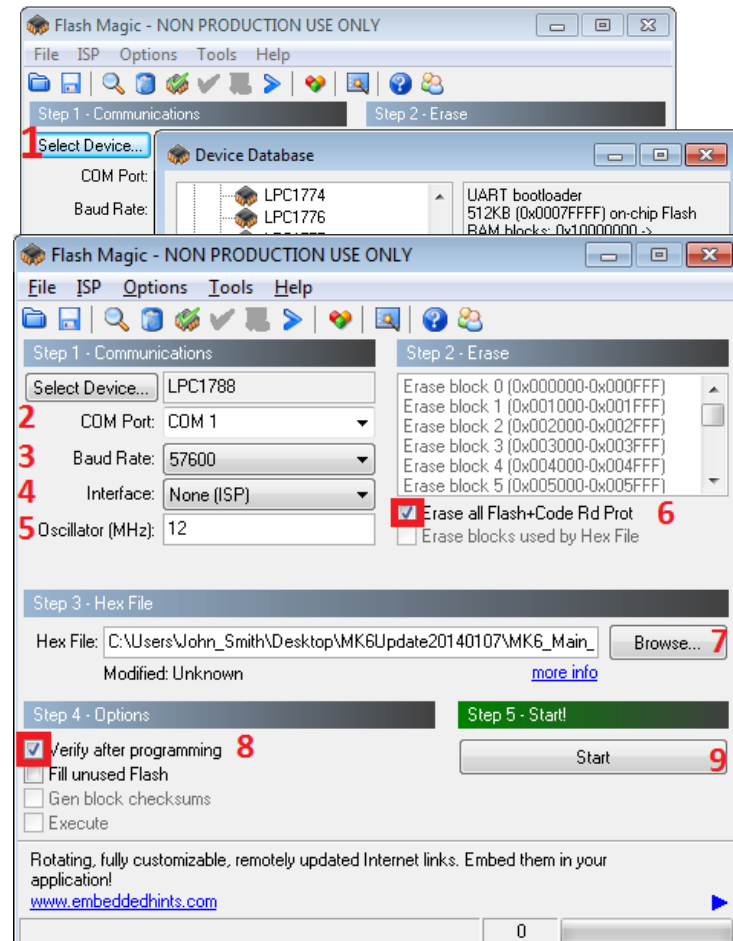 Flash Magic - NON PRODUCTION USE ONLY
File ISP Options Tools Help
Step 1 - Communications
Step 2 - Erase
1
Select Device...
COM Port:
Baud Rate:
Device Database
LPC1774
LPC1776
UART bootloader
512KB (0x0007FFFF) on-chip Flash
RAM blocks: 0x10000000 ->
Flash Magic - NON PRODUCTION USE ONLY
File ISP Options Tools Help
Step 1 - Communications
Select Device... LPC1788
2 COM Port: COM 1
3 Baud Rate: 57600
4 Interface: None (ISP)
5 Oscillator (MHz): 12
Step 2 - Erase
Erase block 0 (0x000000-0x000FFF)
Erase block 1 (0x001000-0x001FFF)
Erase block 2 (0x002000-0x002FFF)
Erase block 3 (0x003000-0x003FFF)
Erase block 4 (0x004000-0x004FFF)
Erase block 5 (0x005000-0x005FFF)
Erase all Flash+Code Rd Prot 6
Erase blocks used by Hex File
Step 3 - Hex File
Hex File: C:\Users\John_Smith\Desktop\MK6Update20140107\MK6_Main_ Browse... 7
Modified: Unknown more info
Step 4 - Options
Verify after programming 8
Fill unused Flash
Gen block checksums
Execute
Step 5 - Start!
Start 9
Rotating, fully customizable, remotely updated Internet links. Embed them in your
application!
www.embeddedhints.com
0